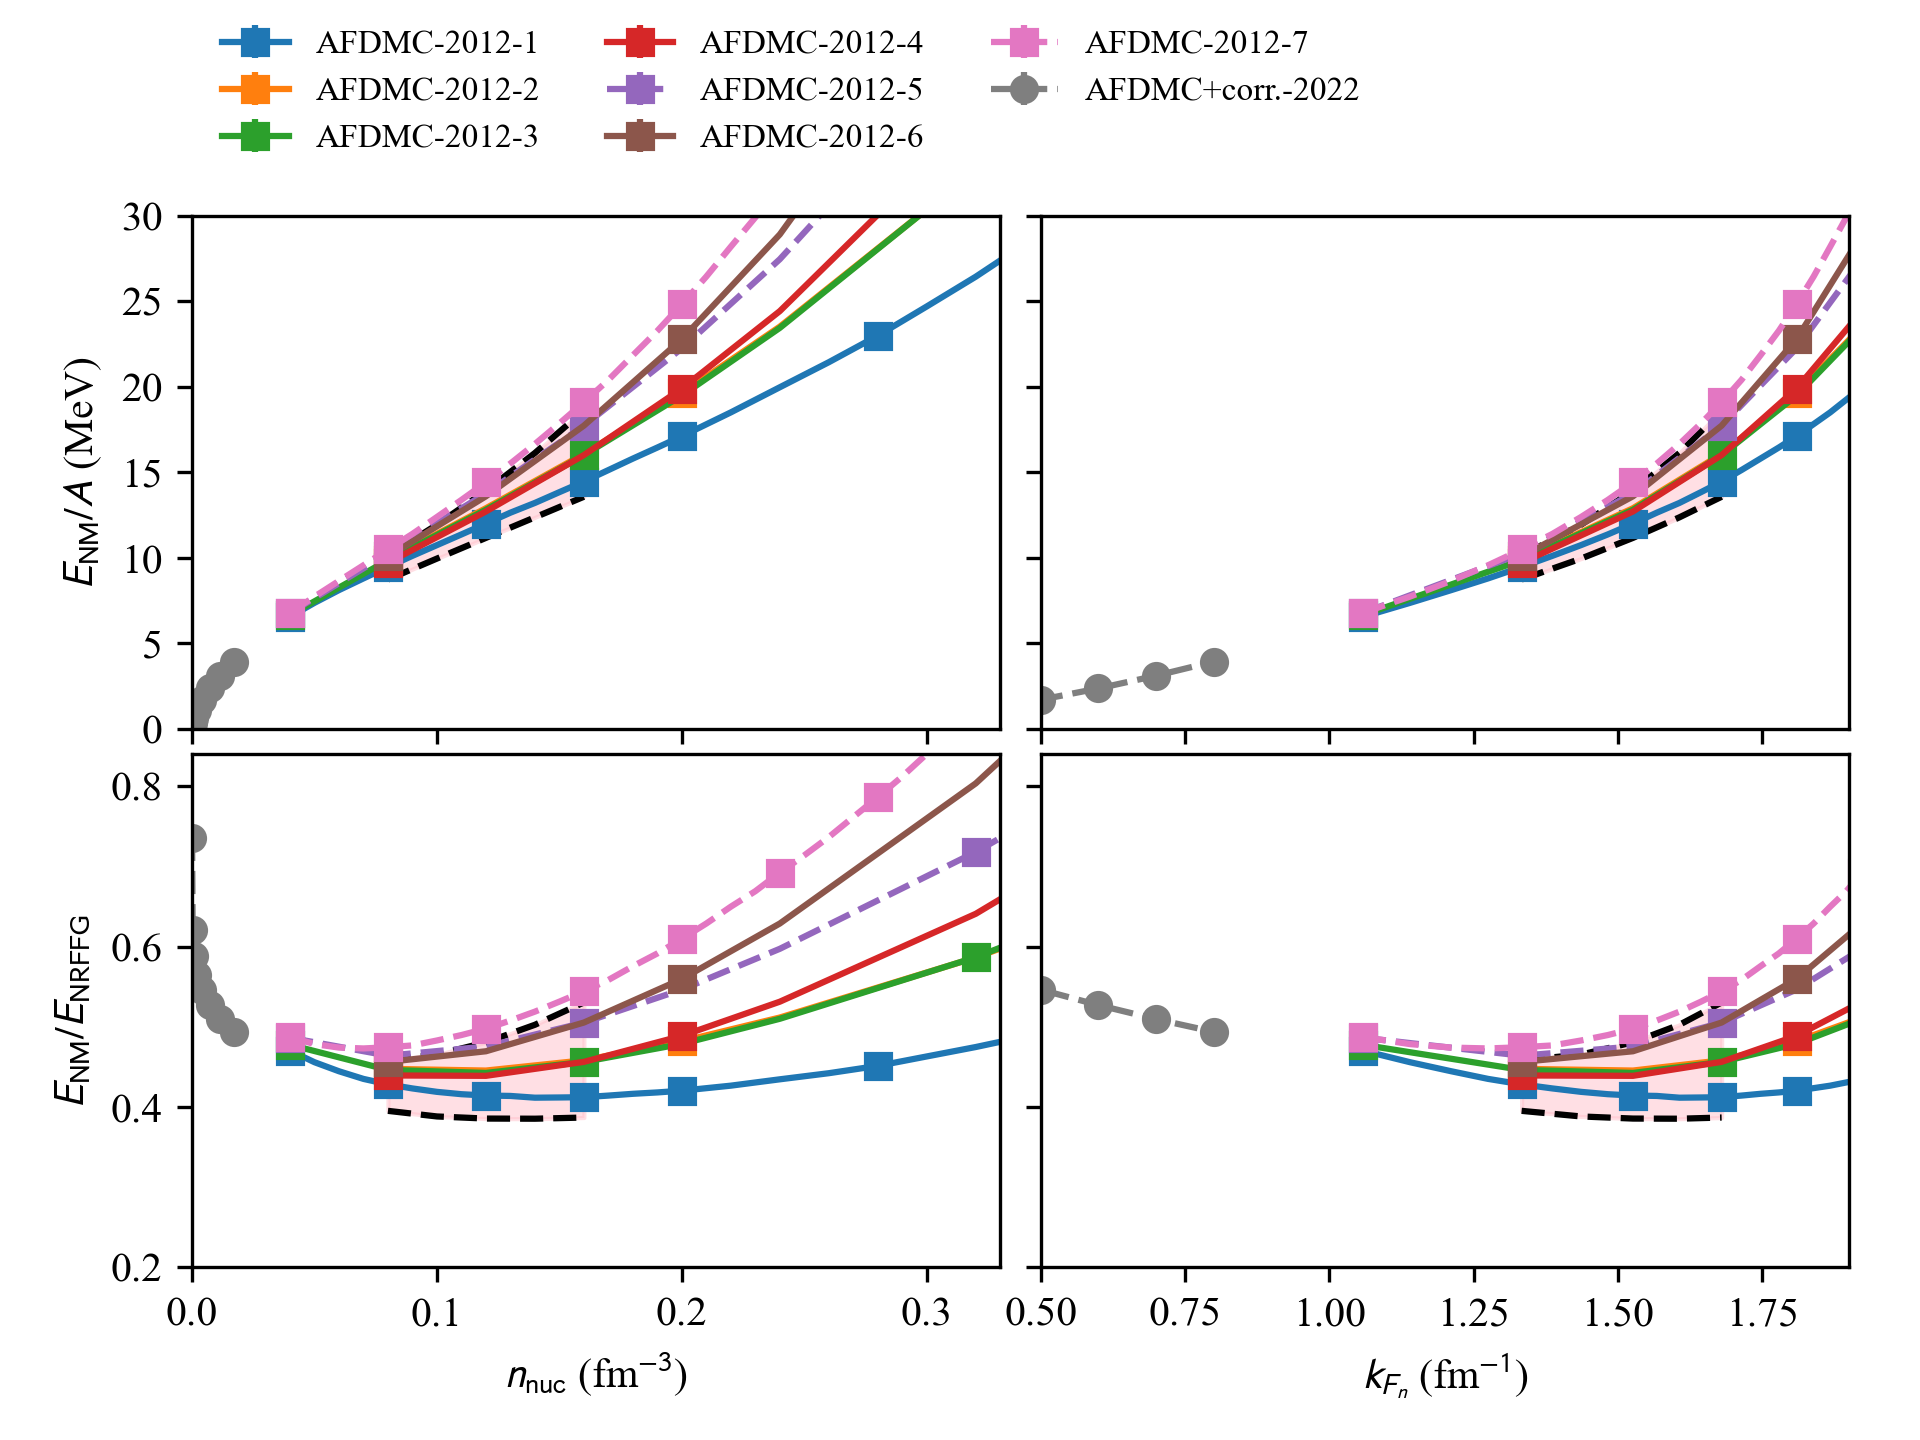 AFDMC-2012-1 AFDMC-2012-4 AFDMC-2012-7
AFDMC-2012-2 AFDMC-2012-5 AFDMC+corr.-2022
AFDMC-2012-3 AFDMC-2012-6
30
25
20
15
10
5
0
E_NM/A (MeV)
0.8
0.6
0.4
0.2
E_NM/E_NRFFG
0.0 0.1 0.2 0.3 0.50 0.75 1.00 1.25 1.50 1.75
n_nuc (fm⁻³) k_{F_n} (fm⁻¹)